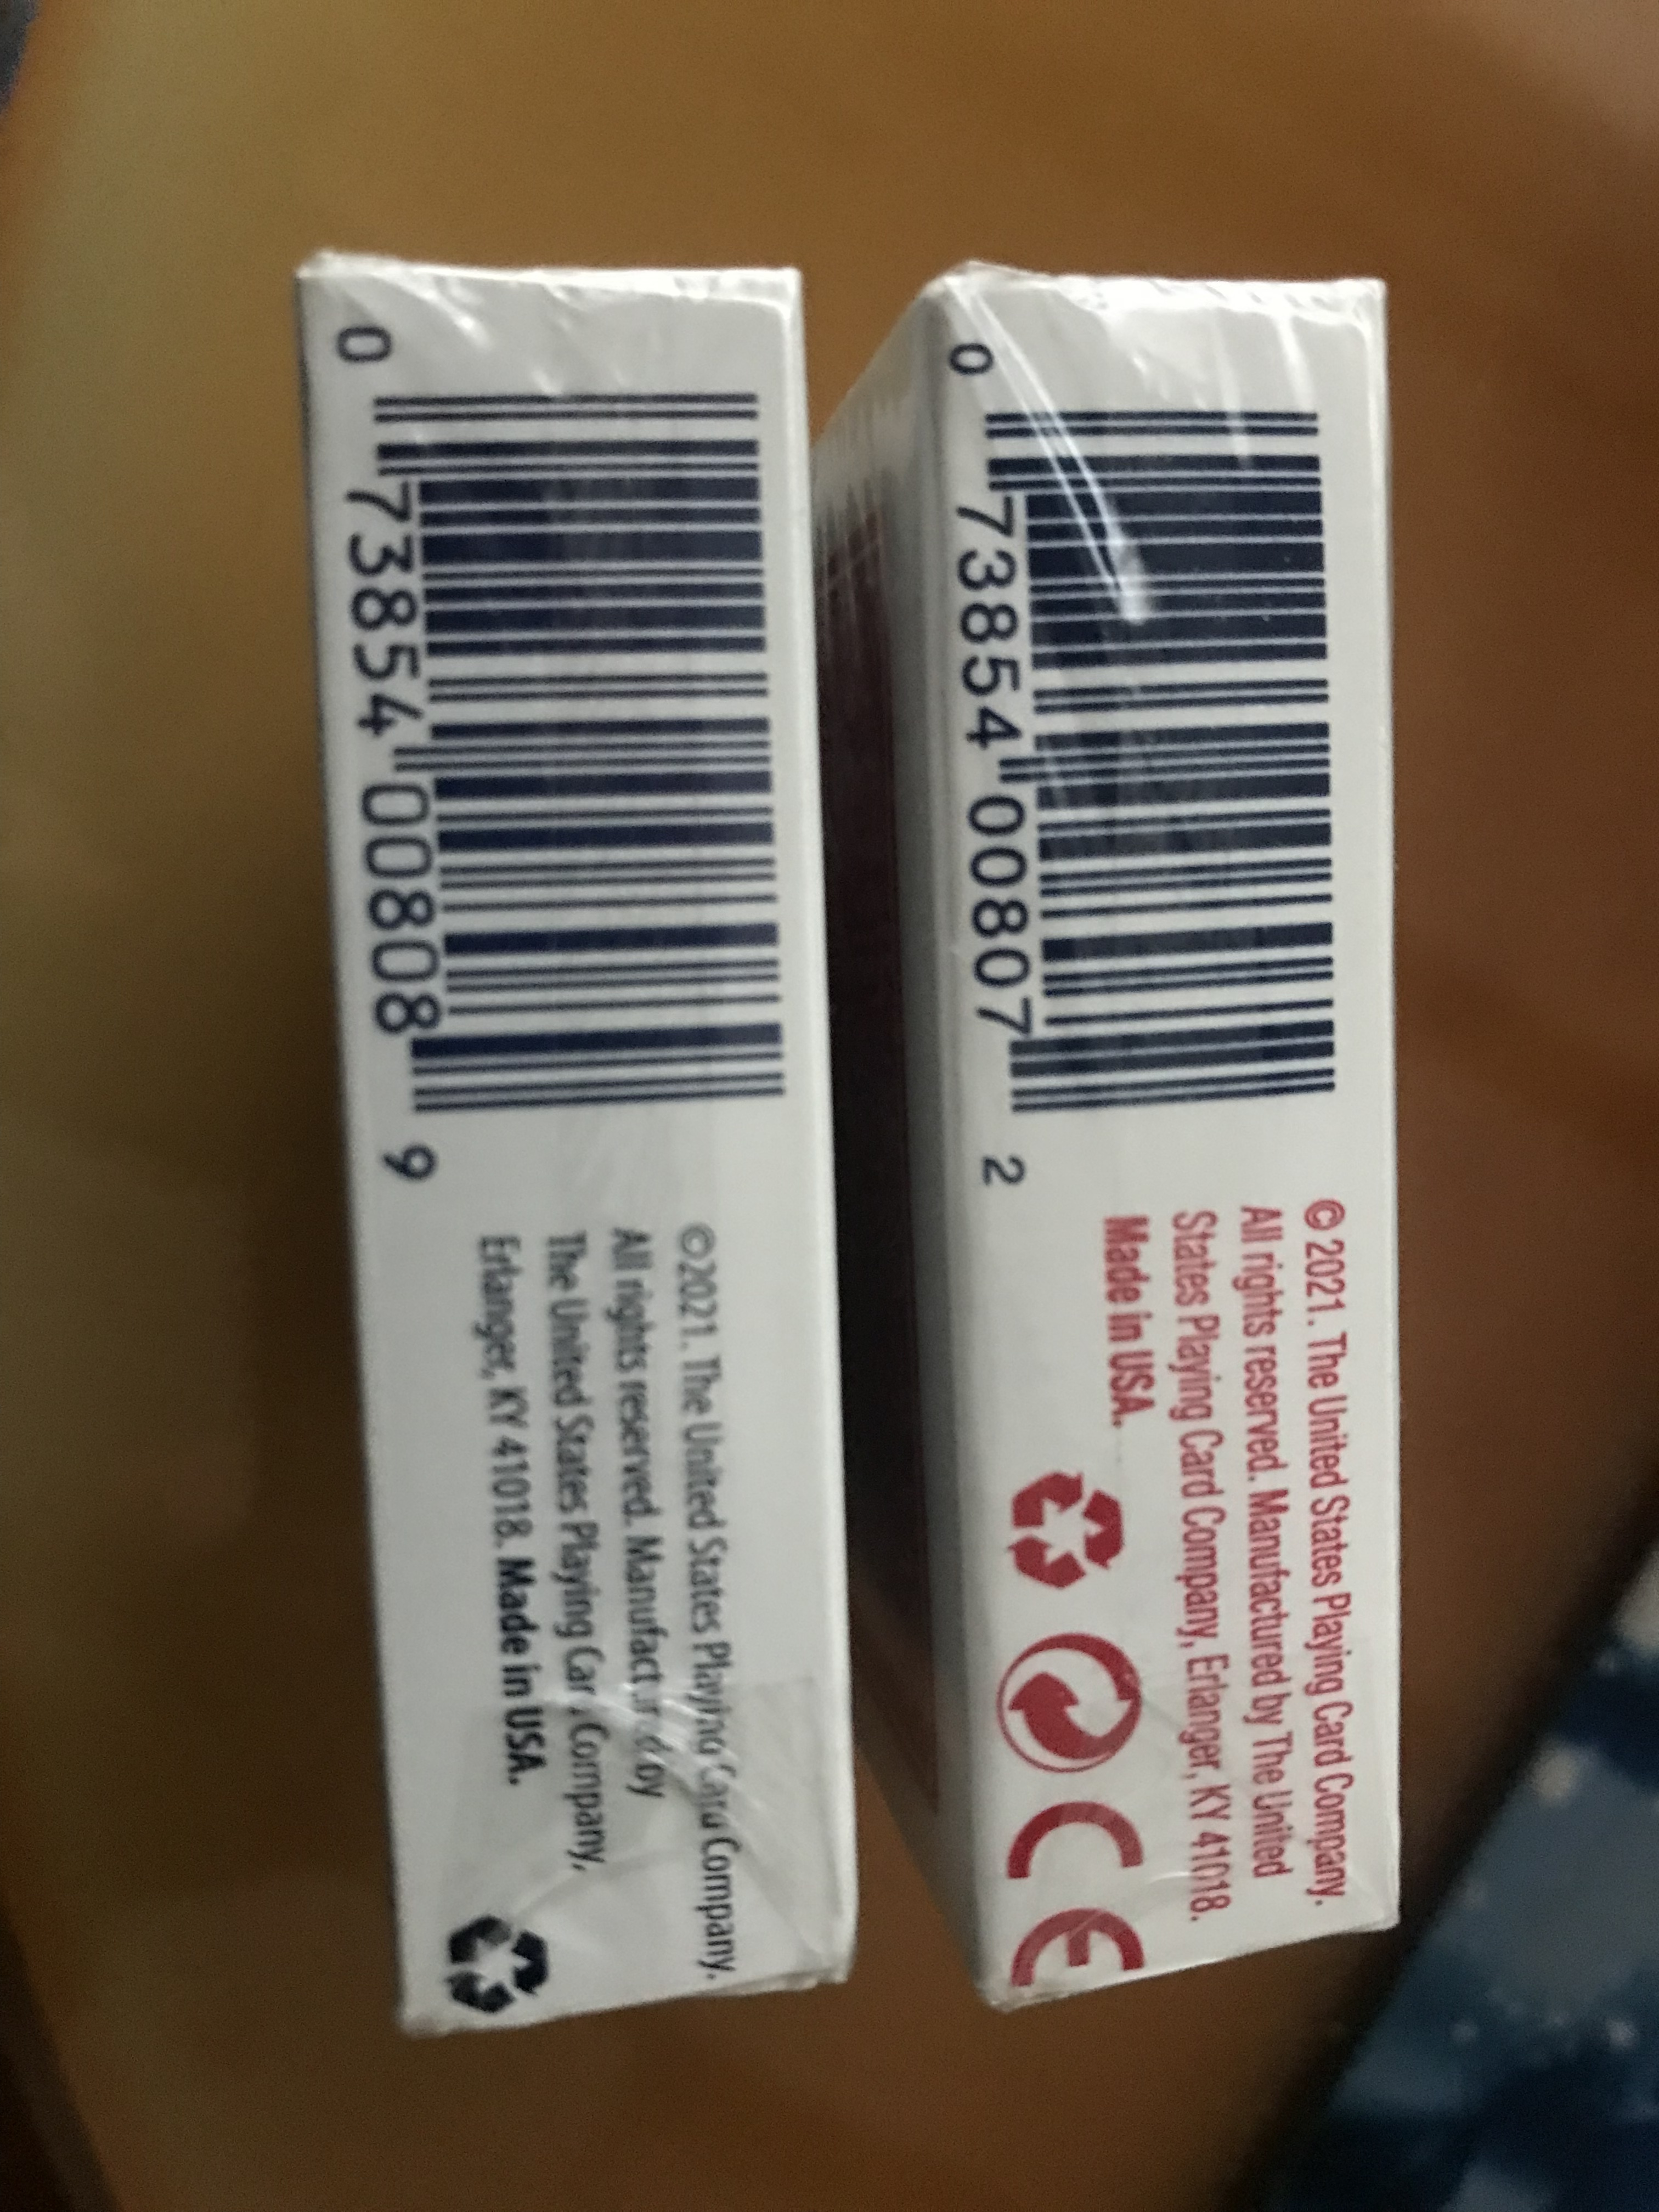 0 73854 00808 9
©2021. The United States Playing Card Company.
All rights reserved. Manufactured by
The United States Playing Card Company,
Erlanger, KY 41018. Made in USA.
0 73854 00807 2
© 2021. The United States Playing Card Company.
All rights reserved. Manufactured by The United
States Playing Card Company, Erlanger, KY 41018.
Made in USA.
CE